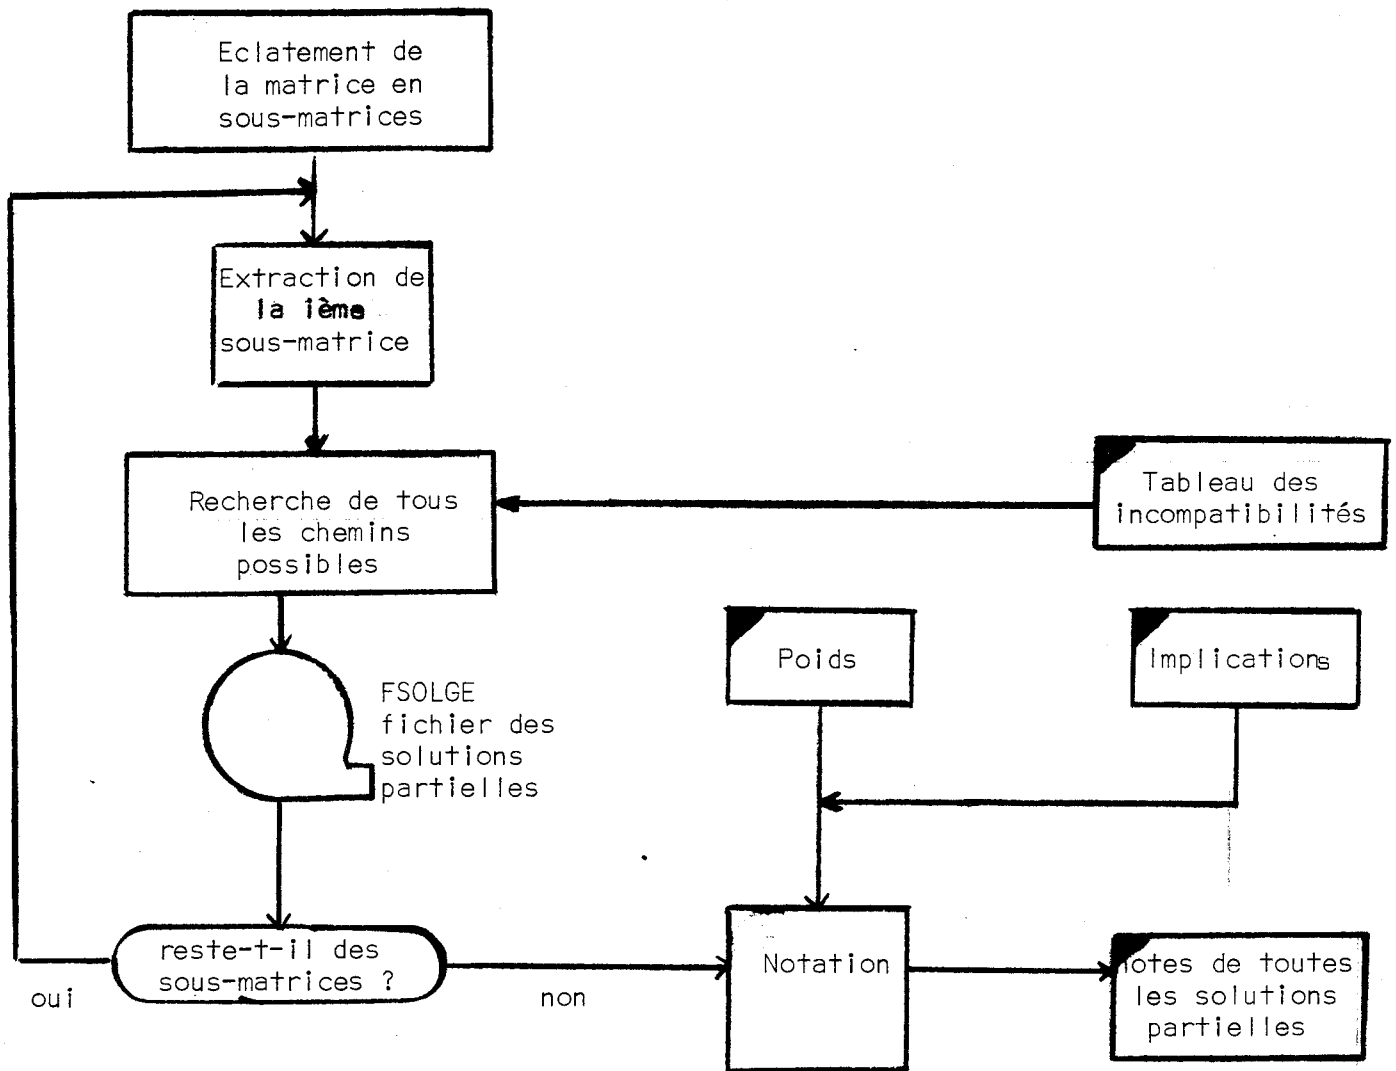 Eclatement de
la matrice en
sous-matrices
Extraction de
la ième
sous-matrice
Recherche de tous
les chemins
possibles
Tableau des
incompatibilités
Poids
Implications
FSOLGE
fichier des
solutions
partielles
reste-t-il des
sous-matrices ?
oui
non
Notation
Notes de toutes
les solutions
partielles